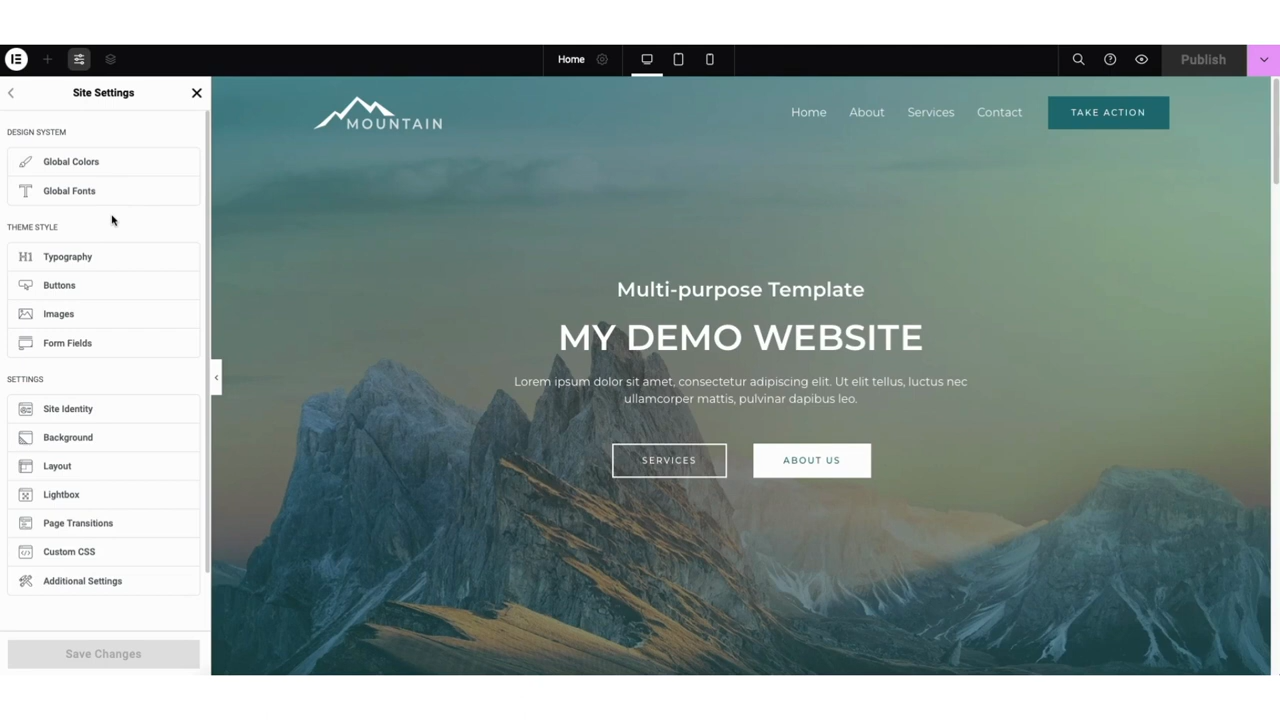 Home
Publish
Site Settings
DESIGN SYSTEM
Global Colors
Global Fonts
THEME STYLE
H1 Typography
Buttons
Images
Form Fields
SETTINGS
Site Identity
Background
Layout
Lightbox
Page Transitions
Custom CSS
Additional Settings
Save Changes
MOUNTAIN
Home About Services Contact TAKE ACTION
Multi-purpose Template
MY DEMO WEBSITE
Lorem ipsum dolor sit amet, consectetur adipiscing elit. Ut elit tellus, luctus nec
ullamcorper mattis, pulvinar dapibus leo.
SERVICES ABOUT US